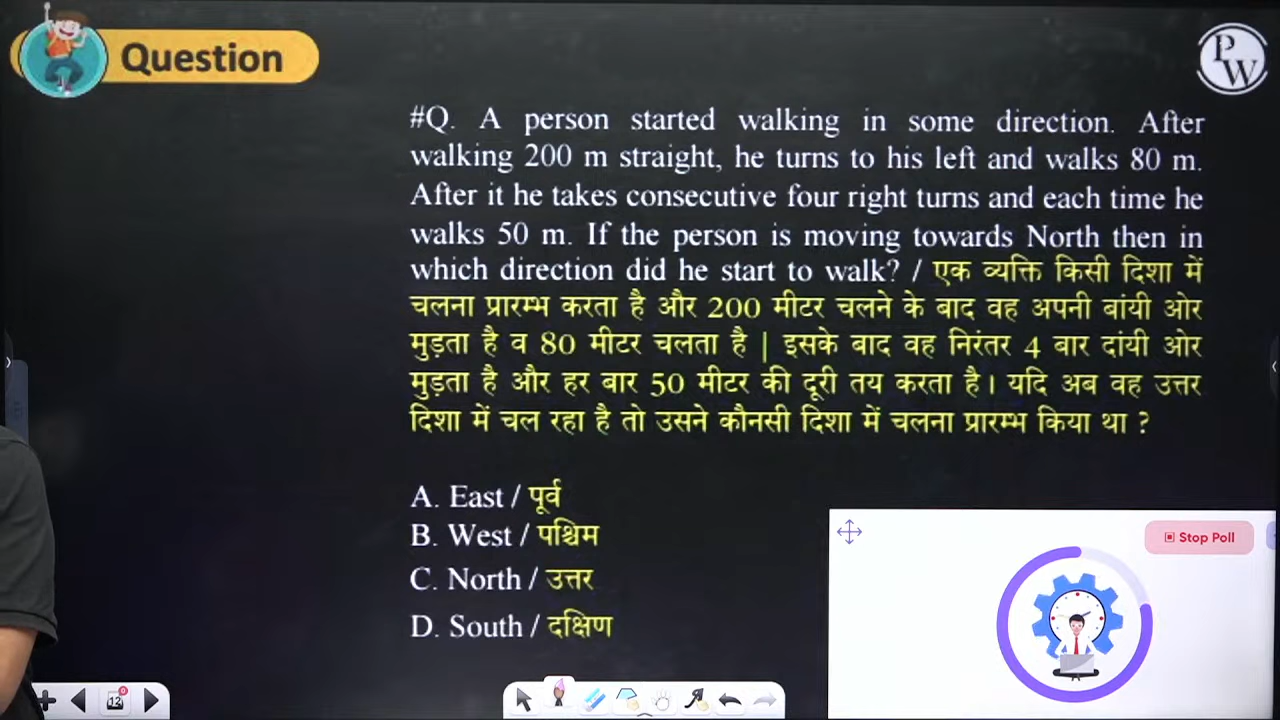 Question
PW
#Q. A person started walking in some direction. After
walking 200 m straight, he turns to his left and walks 80 m.
After it he takes consecutive four right turns and each time he
walks 50 m. If the person is moving towards North then in
which direction did he start to walk? / एक व्यक्ति किसी दिशा में
चलना प्रारम्भ करता है और 200 मीटर चलने के बाद वह अपनी बांयी ओर
मुड़ता है व 80 मीटर चलता है | इसके बाद वह निरंतर 4 बार दांयी ओर
मुड़ता है और हर बार 50 मीटर की दूरी तय करता है। यदि अब वह उत्तर
दिशा में चल रहा है तो उसने कौनसी दिशा में चलना प्रारम्भ किया था ?
A. East / पूर्व
B. West / पश्चिम
C. North / उत्तर
D. South / दक्षिण
Stop Poll
12